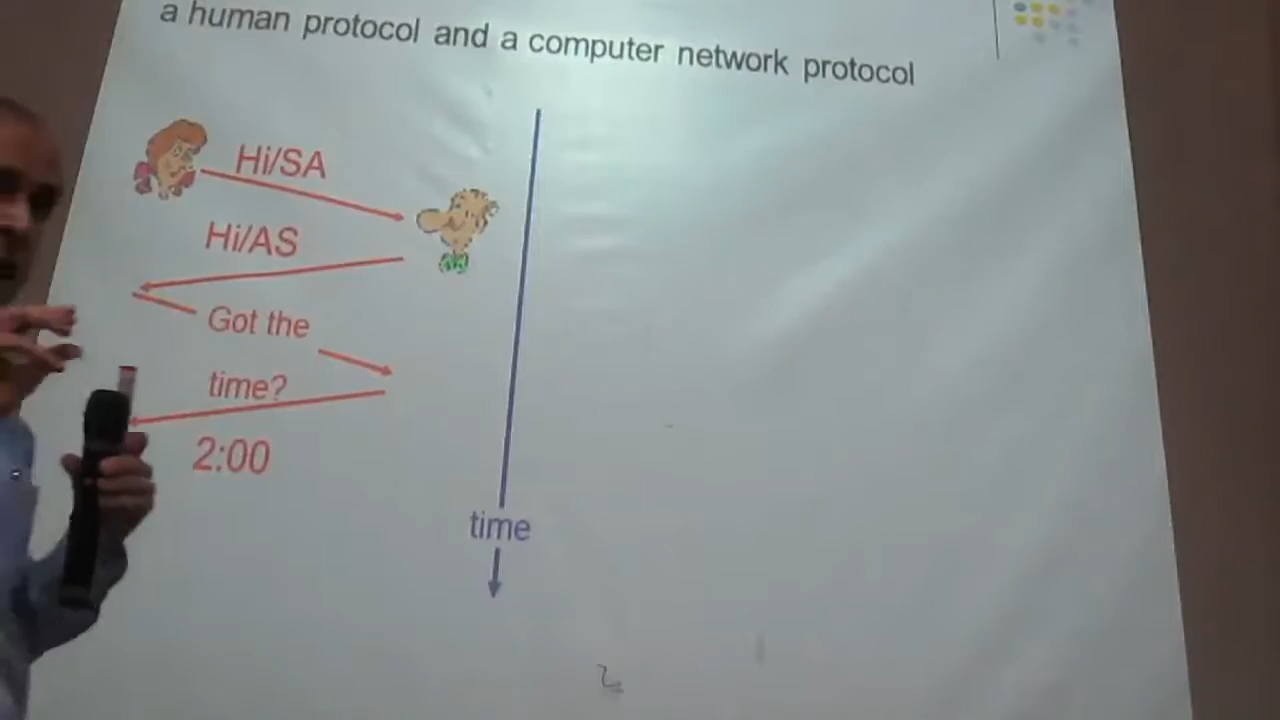 a human protocol and a computer network protocol
Hi/SA
Hi/AS
Got the
time?
2:00
time